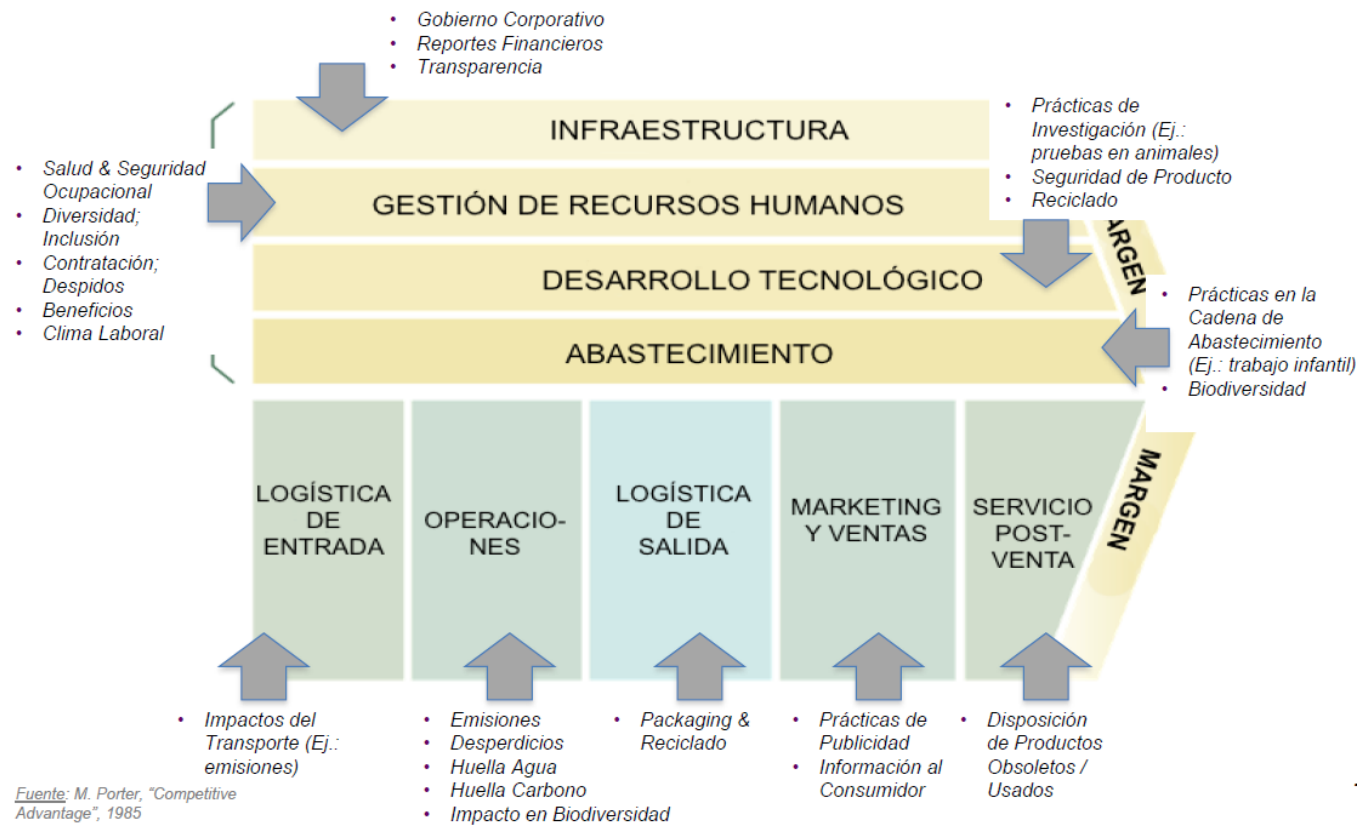 • Gobierno Corporativo
• Reportes Financieros
• Transparencia
INFRAESTRUCTURA
• Prácticas de
Investigación (Ej.:
pruebas en animales)
• Seguridad de Producto
• Reciclado
• Salud & Seguridad
Ocupacional
• Diversidad;
Inclusión
• Contratación;
Despidos
• Beneficios
• Clima Laboral
GESTIÓN DE RECURSOS HUMANOS
DESARROLLO TECNOLÓGICO
ABASTECIMIENTO
ARGEN
• Prácticas en la
Cadena de
Abastecimiento
(Ej.: trabajo infantil)
• Biodiversidad
LOGÍSTICA
DE
ENTRADA
OPERACIO-
NES
LOGÍSTICA
DE
SALIDA
MARKETING
Y VENTAS
SERVICIO
POST-
VENTA
MARGEN
• Impactos del
Transporte (Ej.:
emisiones)
• Emisiones
• Desperdicios
• Huella Agua
• Huella Carbono
• Impacto en Biodiversidad
• Packaging &
Reciclado
• Prácticas de
Publicidad
• Información al
Consumidor
• Disposición
de Productos
Obsoletos /
Usados
Fuente: M. Porter, “Competitive
Advantage”, 1985